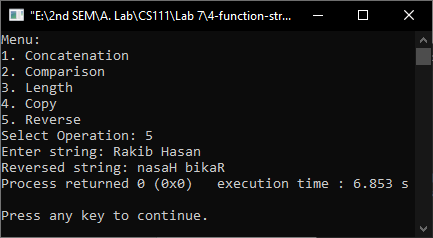 "E:\2nd SEM\A. Lab\CS111\Lab 7\4-function-str...
Menu:
1. Concatenation
2. Comparison
3. Length
4. Copy
5. Reverse
Select Operation: 5
Enter string: Rakib Hasan
Reversed string: nasaH bikaR
Process returned 0 (0x0)   execution time : 6.853 s
Press any key to continue.